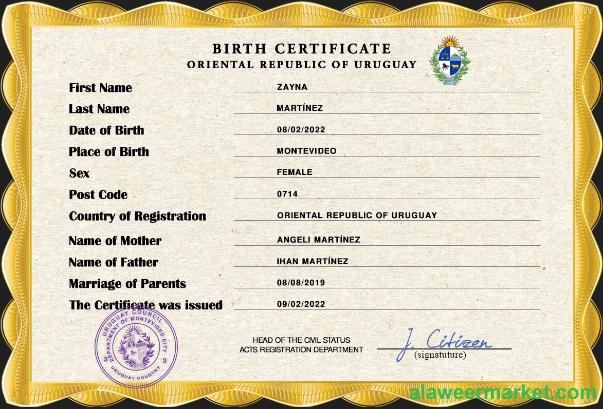 BIRTH CERTIFICATE
ORIENTAL REPUBLIC OF URUGUAY
First Name ZAYNA
Last Name MARTÍNEZ
Date of Birth 08/02/2022
Place of Birth MONTEVIDEO
Sex FEMALE
Post Code 0714
Country of Registration ORIENTAL REPUBLIC OF URUGUAY
Name of Mother ANGELI MARTÍNEZ
Name of Father IHAN MARTÍNEZ
Marriage of Parents 08/08/2019
The Certificate was issued 09/02/2022
URUGUAY COUNCIL
DEPARTMENT OF MONTEVIDEO CITY
URUGUAY COUNTRY
HEAD OF THE CIVIL STATUS
ACTS REGISTRATION DEPARTMENT
J. Citizen
(signatuture)
alaweermarket.com